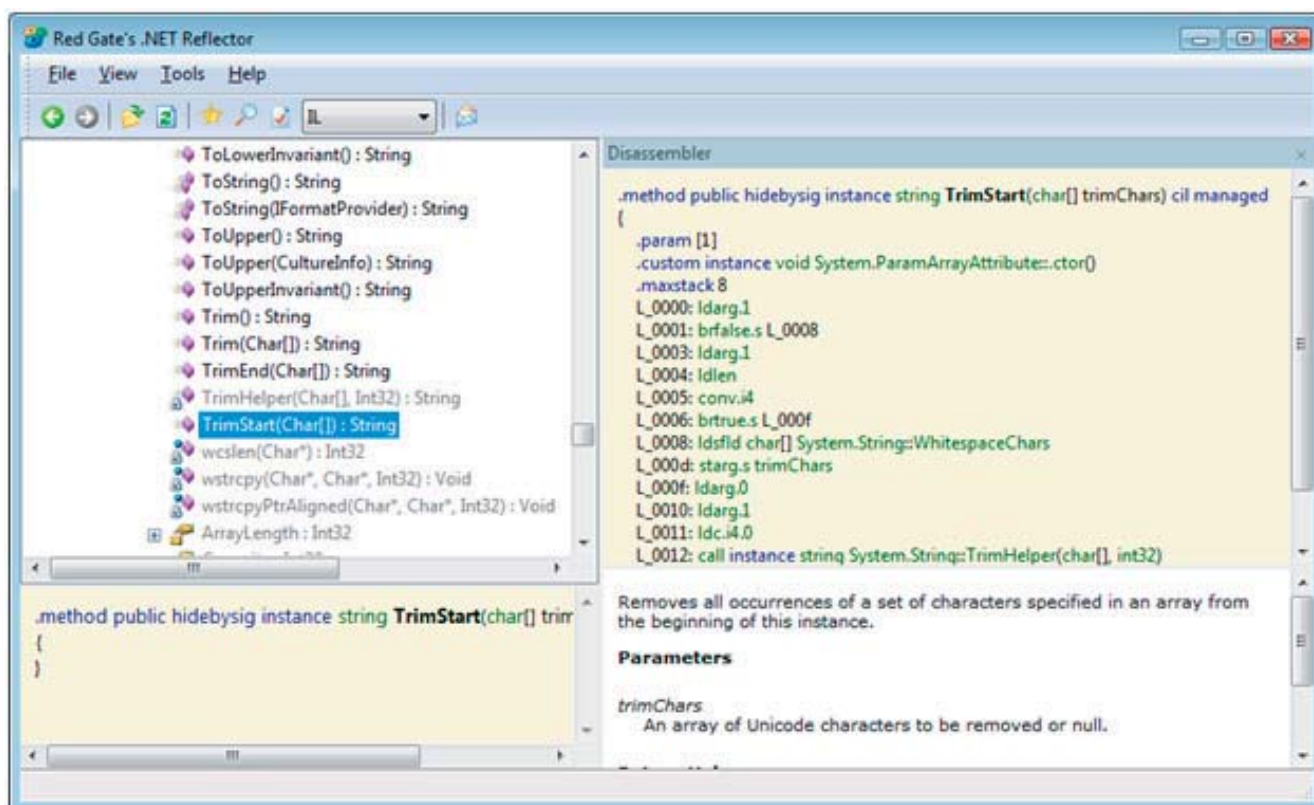 Red Gate's .NET Reflector
File View Tools Help
IL
ToLowerInvariant() : String
ToString() : String
ToString(IFormatProvider) : String
ToUpper() : String
ToUpper(CultureInfo) : String
ToUpperInvariant() : String
Trim() : String
Trim(Char[]) : String
TrimEnd(Char[]) : String
TrimHelper(Char[], Int32) : String
TrimStart(Char[]) : String
wcslen(Char*) : Int32
wstrcpy(Char*, Char*, Int32) : Void
wstrcpyPtrAligned(Char*, Char*, Int32) : Void
ArrayLength : Int32
.method public hidebysig instance string TrimStart(char[] trim
{
}
Disassembler
.method public hidebysig instance string TrimStart(char[] trimChars) cil managed
{
.param [1]
.custom instance void System.ParamArrayAttribute::.ctor()
.maxstack 8
L_0000: ldarg.1
L_0001: brfalse.s L_0008
L_0003: ldarg.1
L_0004: ldlen
L_0005: conv.i4
L_0006: brtrue.s L_000f
L_0008: ldsfld char[] System.String::WhitespaceChars
L_000d: starg.s trimChars
L_000f: ldarg.0
L_0010: ldarg.1
L_0011: ldc.i4.0
L_0012: call instance string System.String::TrimHelper(char[], int32)
Removes all occurrences of a set of characters specified in an array from
the beginning of this instance.
Parameters
trimChars
An array of Unicode characters to be removed or null.